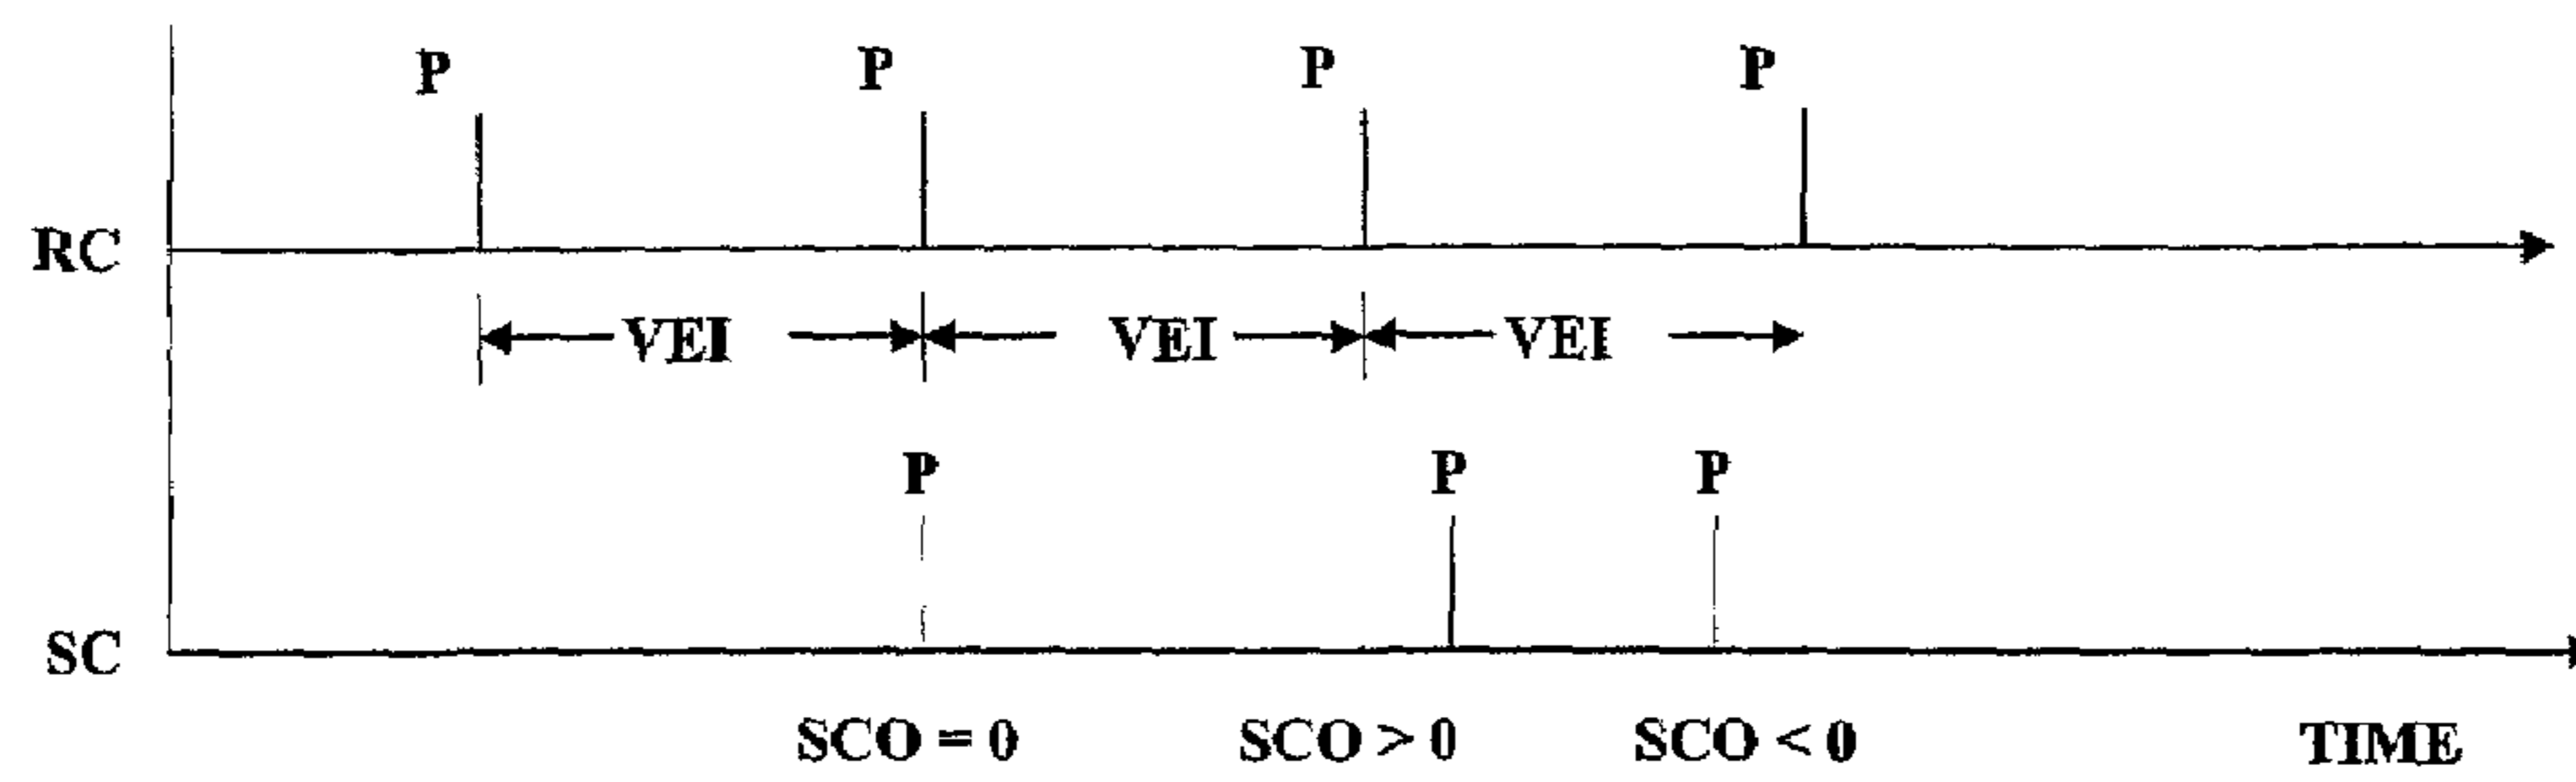 P P P P
RC
VEI VEI VEI
P P P
SC
SCO = 0 SCO > 0 SCO < 0 TIME